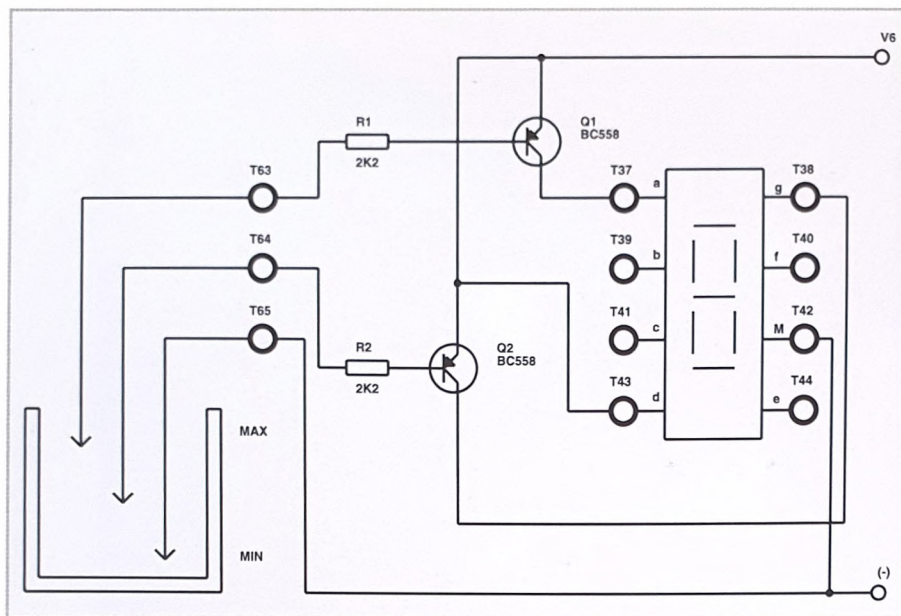 V6
R1
2K2
Q1
BC558
T63
T37
a
g
T38
T64
T39
b
f
T40
T65
T41
c
M
T42
R2
2K2
Q2
BC558
T43
d
e
T44
MAX
MIN
(-)